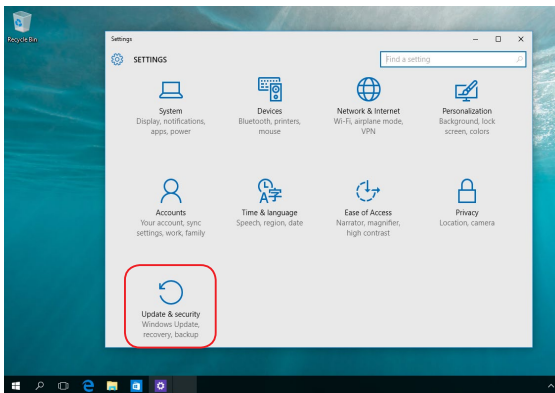 Recycle Bin
Settings
SETTINGS
Find a setting
System
Display, notifications,
apps, power
Devices
Bluetooth, printers,
mouse
Network & Internet
Wi-Fi, airplane mode,
VPN
Personalization
Background, lock
screen, colors
Accounts
Your account, sync
settings, work, family
Time & language
Speech, region, date
Ease of Access
Narrator, magnifier,
high contrast
Privacy
Location, camera
Update & security
Windows Update,
recovery, backup